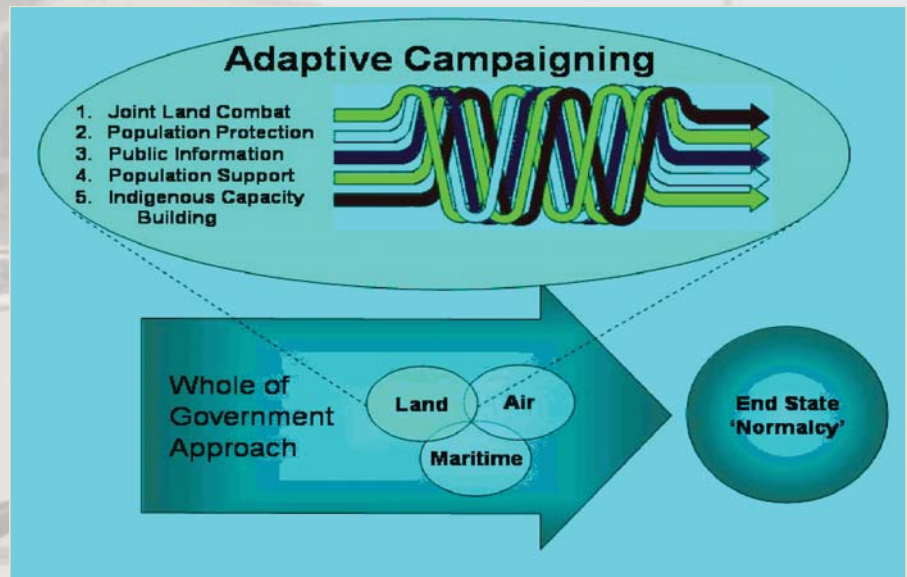 Adaptive Campaigning
1. Joint Land Combat
2. Population Protection
3. Public Information
4. Population Support
5. Indigenous Capacity
Building
Whole of
Government
Approach
Land
Air
Maritime
End State
'Normalcy'